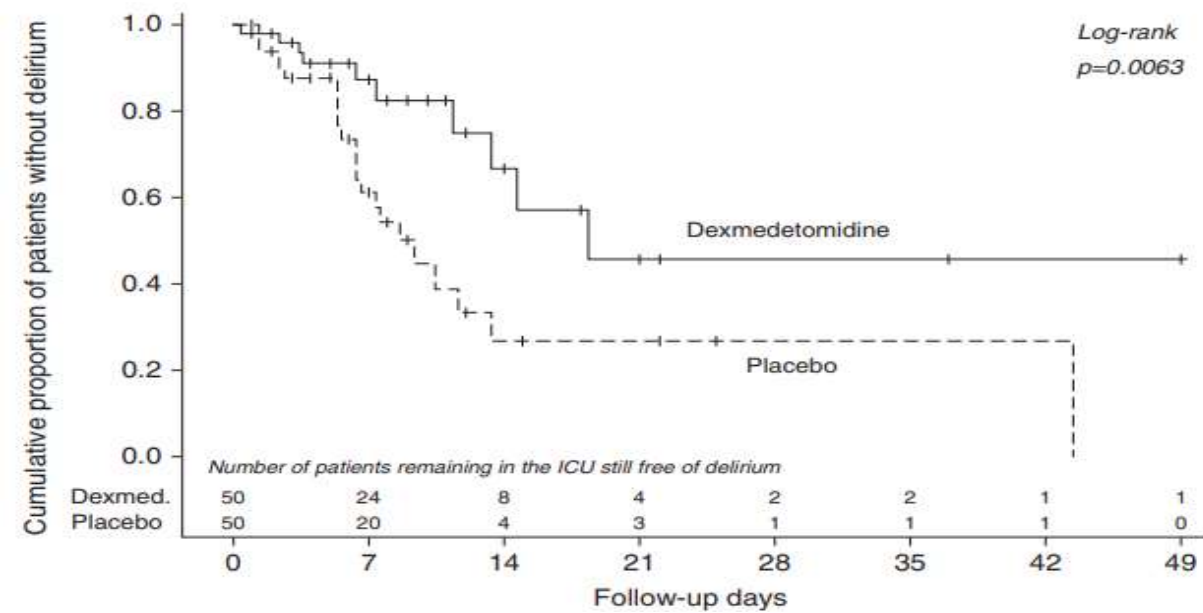 Cumulative proportion of patients without delirium
1.0
0.8
0.6
0.4
0.2
0.0
Log-rank
p=0.0063
Dexmedetomidine
Placebo
Number of patients remaining in the ICU still free of delirium
Dexmed. 50 24 8 4 2 2 1 1
Placebo 50 20 4 3 1 1 1 0
0 7 14 21 28 35 42 49
Follow-up days